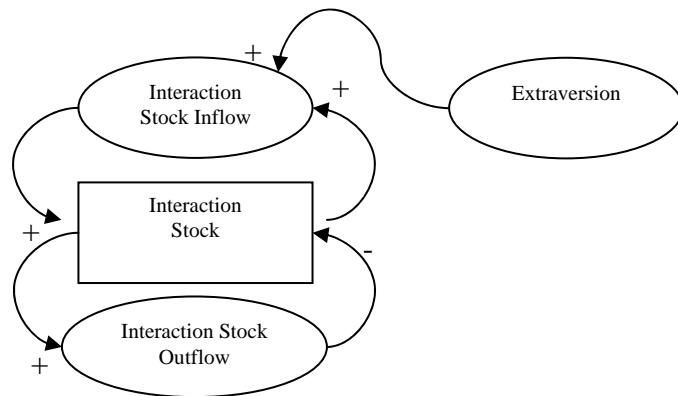 +
Interaction
Stock Inflow
+
Extraversion
Interaction
Stock
+
-
Interaction Stock
Outflow
+